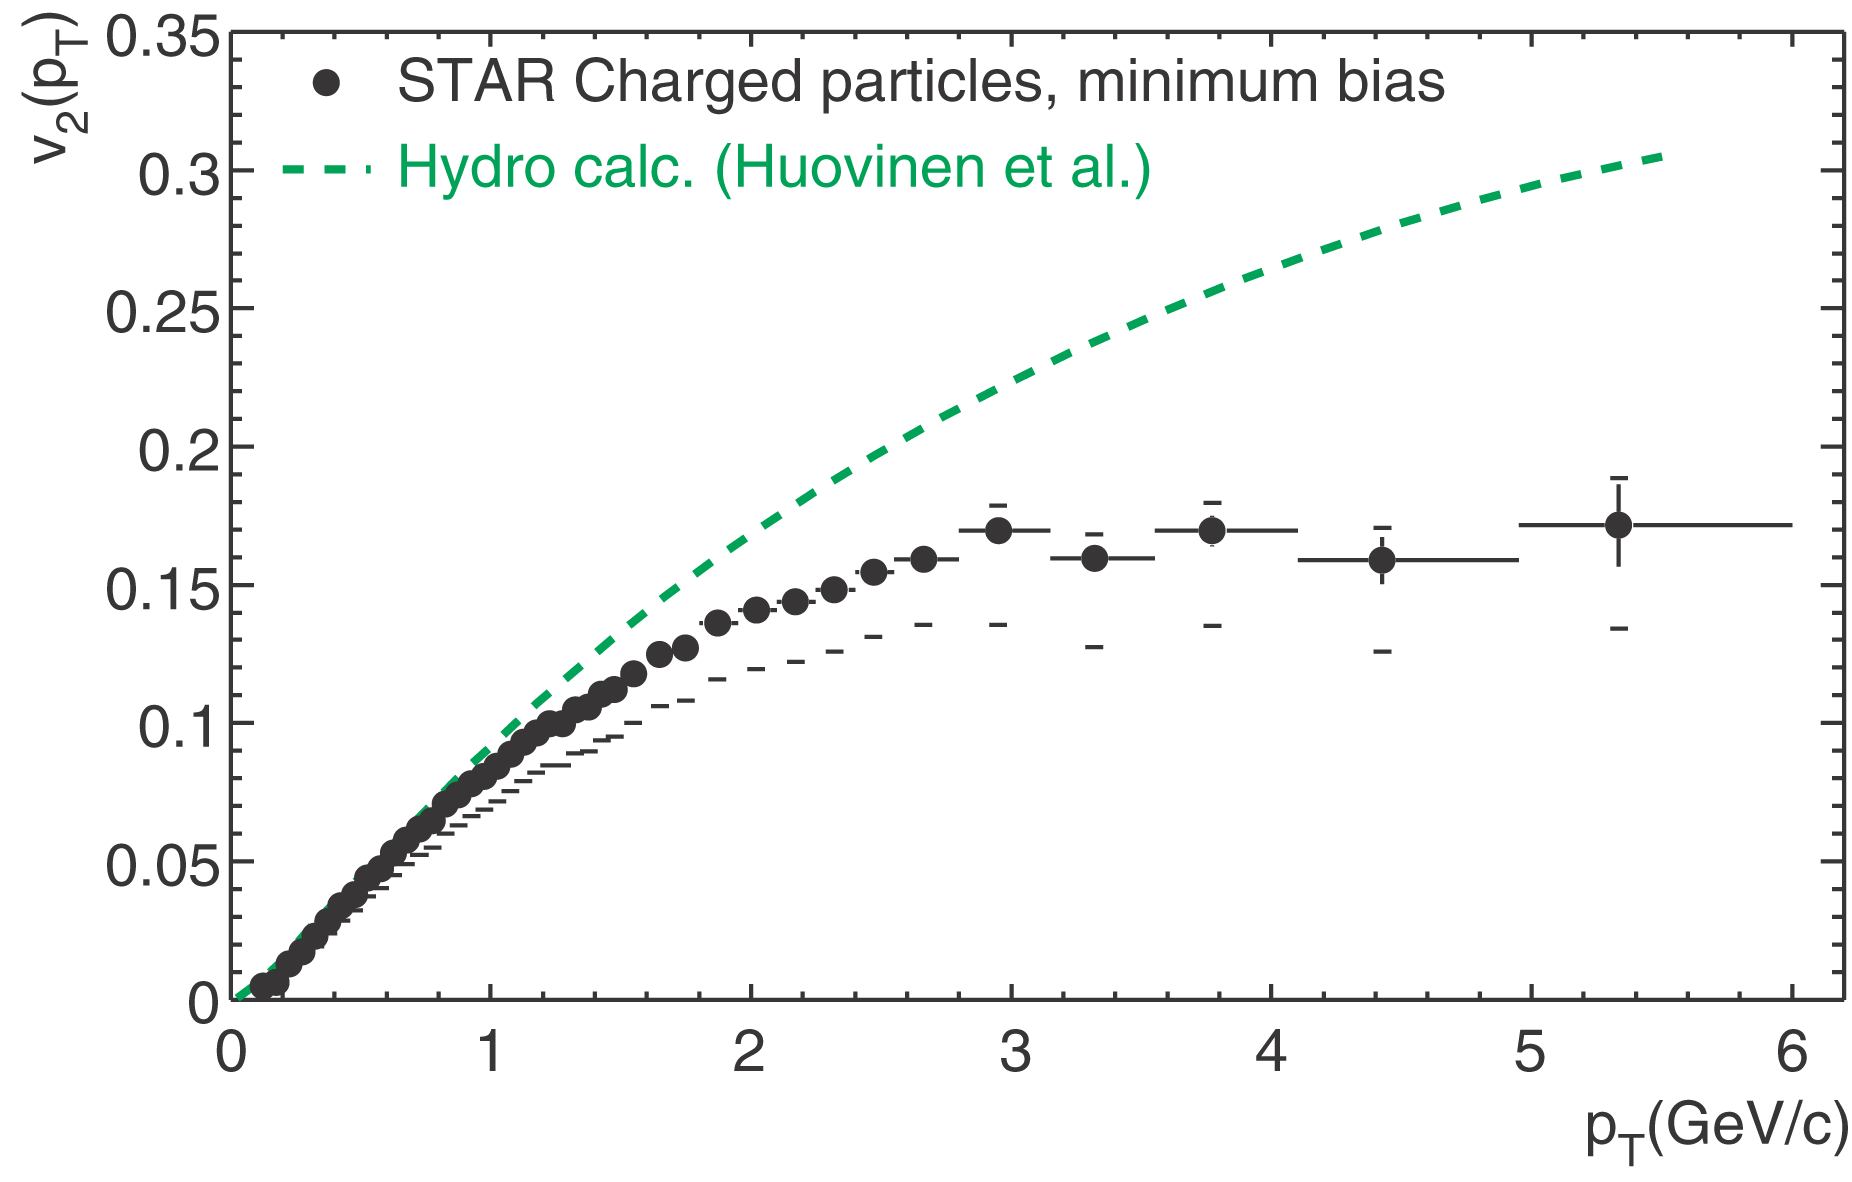 v2(pT)
0.35
STAR Charged particles, minimum bias
Hydro calc. (Huovinen et al.)
0.3
0.25
0.2
0.15
0.1
0.05
0
0 1 2 3 4 5 6
pT(GeV/c)